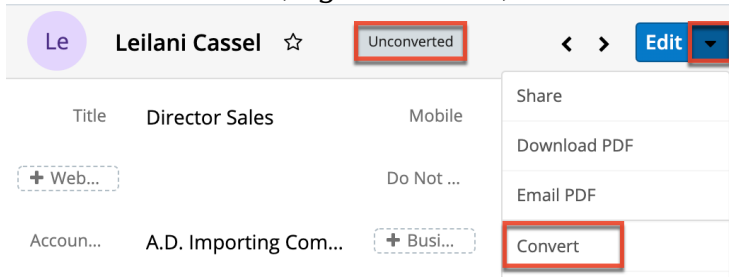 Le Leilani Cassel ☆ Unconverted < > Edit
Share
Title Director Sales Mobile
Download PDF
+ Web... Do Not ...
Email PDF
Accoun... A.D. Importing Com... + Busi... Convert